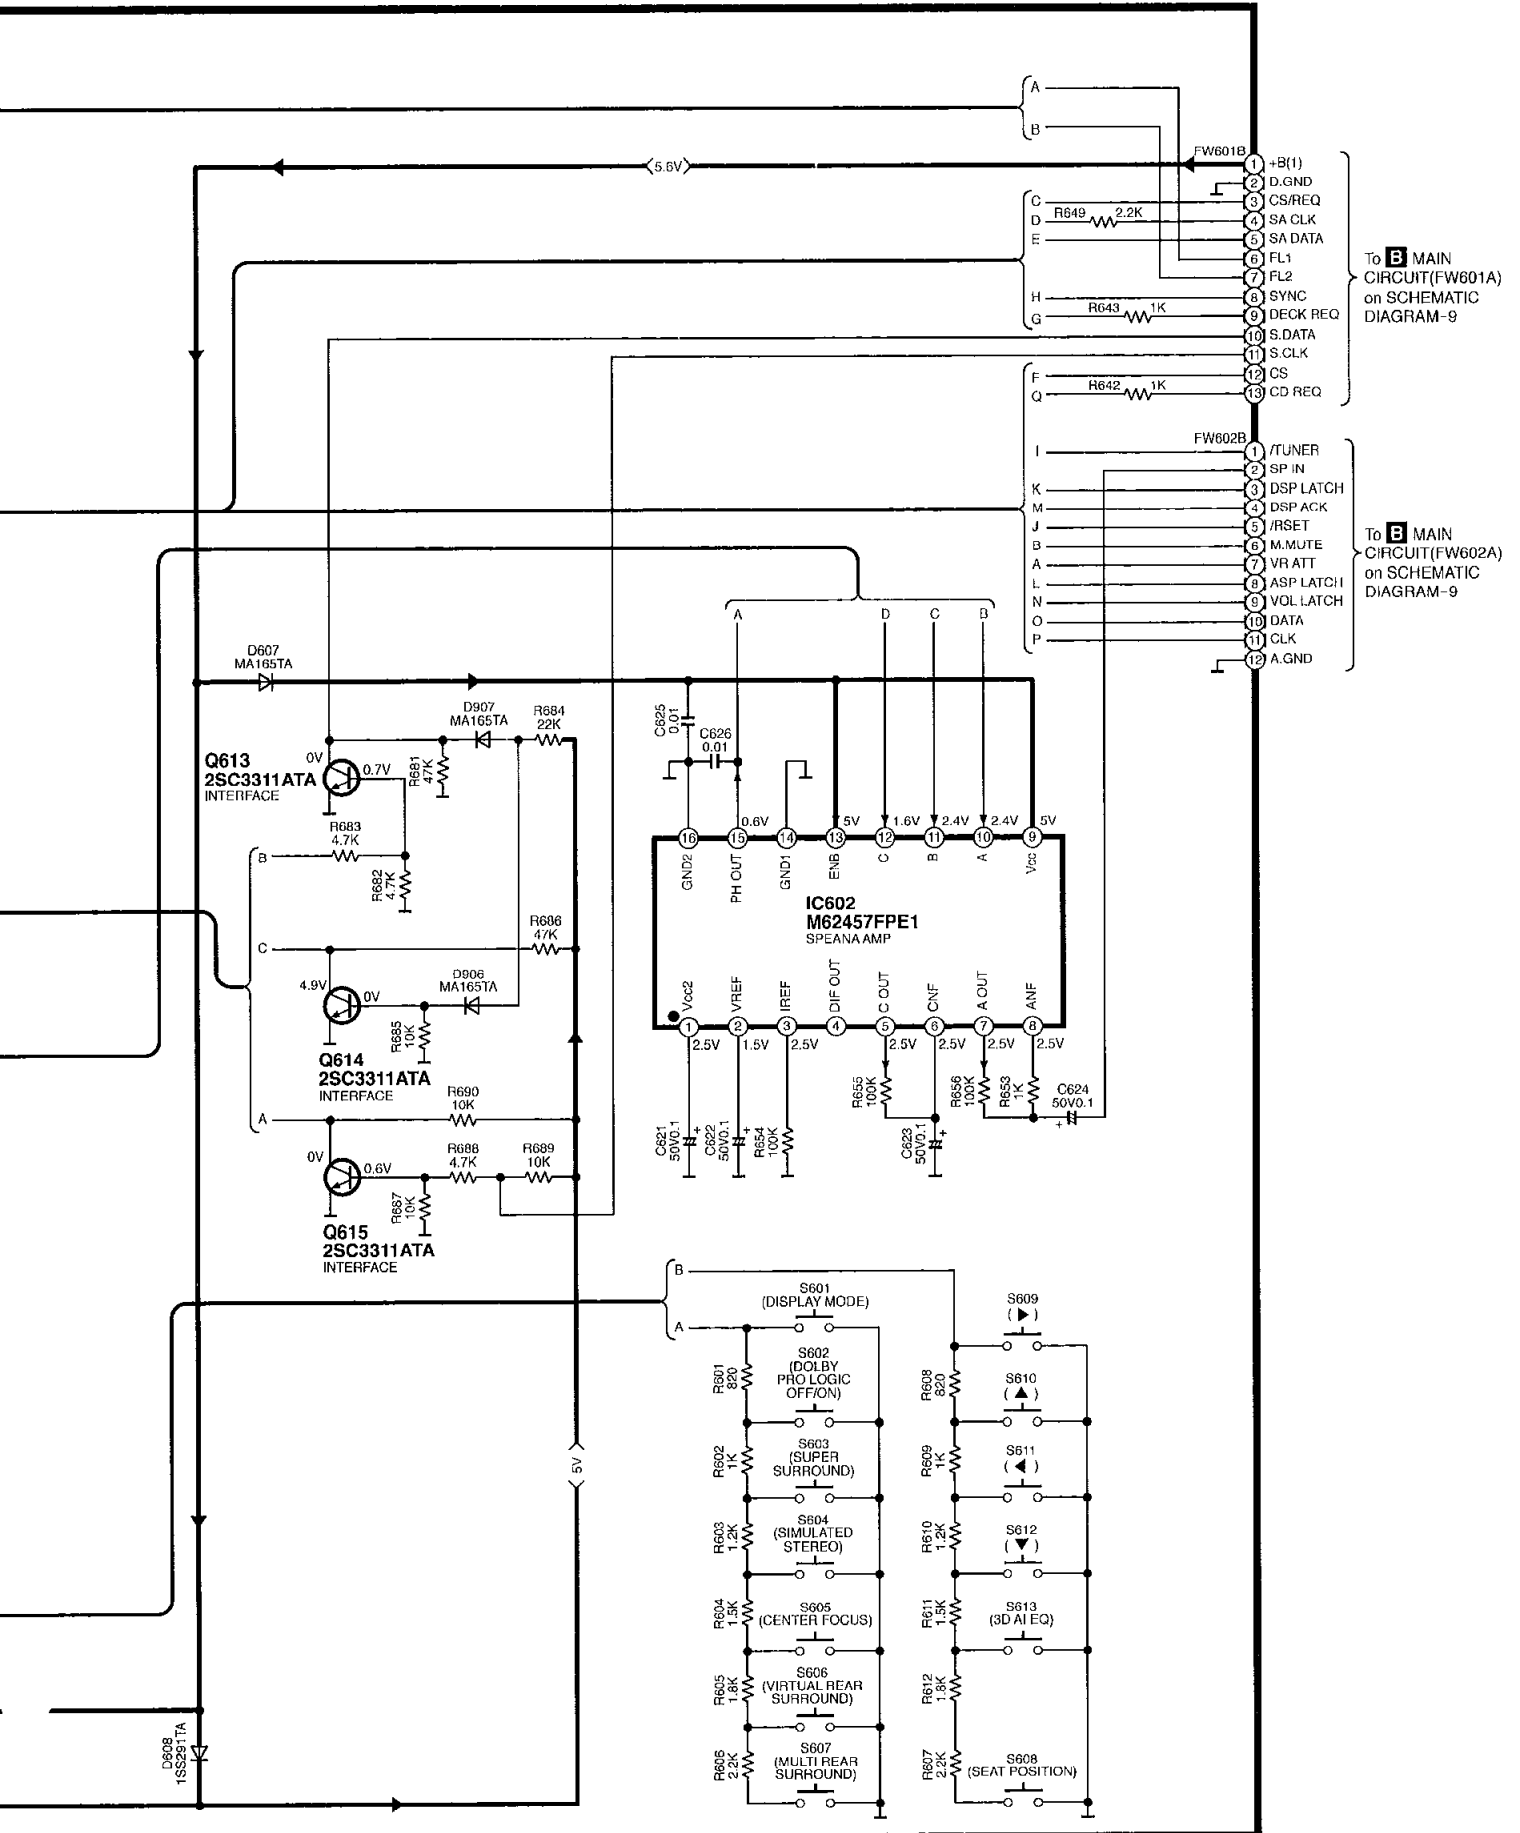 A
B
5.6V
FW601B
1 +B(1)
2 D.GND
C
3 CS/REQ
D R649 2.2K
4 SA CLK
E
5 SA DATA
6 FL1
7 FL2
H
8 SYNC
G R643 1K
9 DECK REQ
10 S.DATA
11 S.CLK
F
12 CS
Q R642 1K
13 CD REQ
To B MAIN
CIRCUIT(FW601A)
on SCHEMATIC
DIAGRAM-9
FW602B
I
1 /TUNER
2 SP IN
K
3 DSP LATCH
M
4 DSP ACK
J
5 /RSET
B
6 M.MUTE
A
7 VR ATT
L
8 ASP LATCH
N
9 VOL LATCH
O
10 DATA
P
11 CLK
12 A.GND
To B MAIN
CIRCUIT(FW602A)
on SCHEMATIC
DIAGRAM-9
A D C B
D607
MA165TA
D907
MA165TA
R684
22K
Q613
2SC3311ATA
INTERFACE
0V
0.7V
R681
47K
R683
4.7K
B
R682
4.7K
C
R686
47K
4.9V
0V
D906
MA165TA
R685
10K
Q614
2SC3311ATA
INTERFACE
A
R690
10K
0V
0.6V
R688
4.7K
R689
10K
R687
10K
Q615
2SC3311ATA
INTERFACE
C625
0.01
C626
0.01
0.6V 5V 1.6V 2.4V 2.4V 5V
16 15 14 13 12 11 10 9
GND2 PH OUT GND1 ENB C B A Vcc
IC602
M62457FPE1
SPEANA AMP
Vcc2 VREF IREF DIF OUT C OUT CNF A OUT ANF
1 2 3 4 5 6 7 8
2.5V 1.5V 2.5V 2.5V 2.5V 2.5V 2.5V
C621
50V0.1
+
C622
50V0.1
+
R654
100K
R655
100K
C623
50V0.1
+
R656
100K
R653
1K
C624
50V0.1
+
B
A
S601
(DISPLAY MODE)
R601
820
S602
(DOLBY
PRO LOGIC
OFF/ON)
R602
1K
S603
(SUPER
SURROUND)
R603
1.2K
S604
(SIMULATED
STEREO)
R604
1.5K
S605
(CENTER FOCUS)
R605
1.8K
S606
(VIRTUAL REAR
SURROUND)
R606
2.2K
S607
(MULTI REAR
SURROUND)
S609
(▶)
R608
820
S610
(▲)
R609
1K
S611
(◀)
R610
1.2K
S612
(▼)
R611
1.5K
S613
(3D AI EQ)
R612
1.8K
R607
2.2K
S608
(SEAT POSITION)
5V
D608
1SS291TA